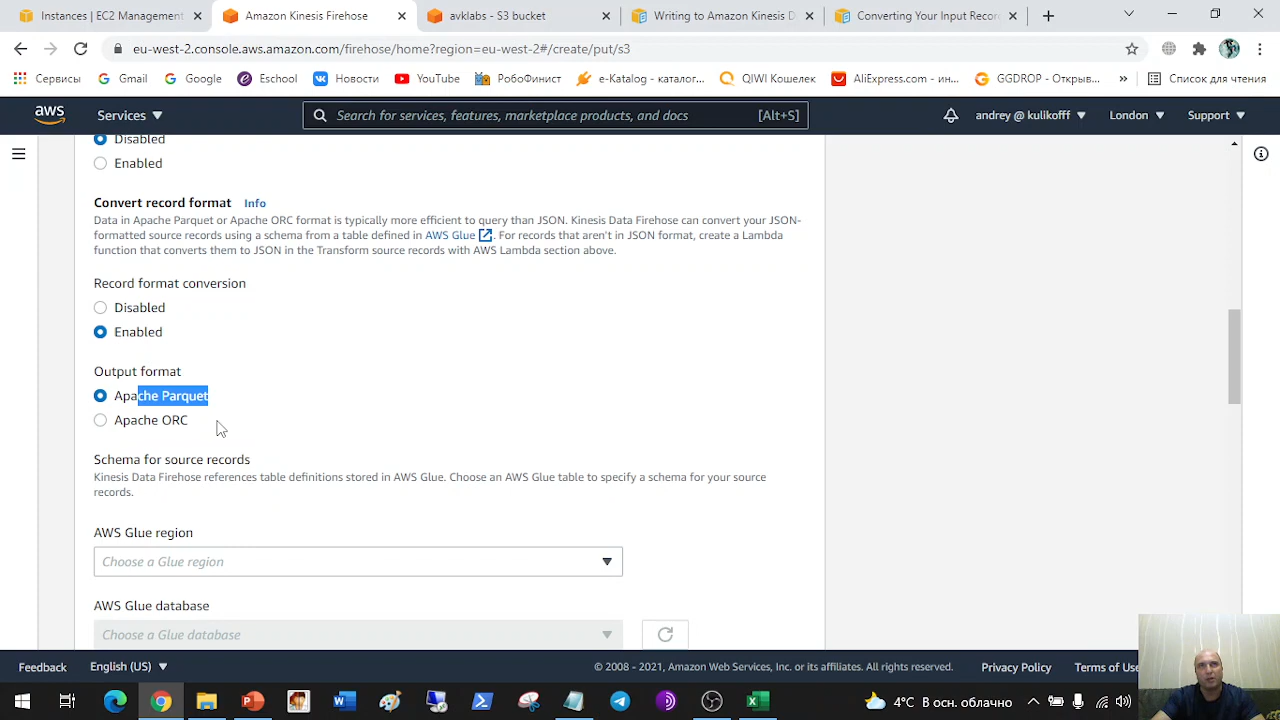 Instances | EC2 Management
Amazon Kinesis Firehose
avklabs - S3 bucket
Writing to Amazon Kinesis D
Converting Your Input Recor
eu-west-2.console.aws.amazon.com/firehose/home?region=eu-west-2#/create/put/s3
Сервисы
Gmail
Google
Eschool
Новости
YouTube
РобоФинист
e-Katalog - каталог...
QIWI Кошелек
AliExpress.com - ин...
GGDROP - Открыв...
»
Список для чтения
aws
Services
Search for services, features, marketplace products, and docs
[Alt+S]
andrey @ kulikofff
London
Support
Disabled
Enabled
Convert record format Info
Data in Apache Parquet or Apache ORC format is typically more efficient to query than JSON. Kinesis Data Firehose can convert your JSON-
formatted source records using a schema from a table defined in AWS Glue. For records that aren't in JSON format, create a Lambda
function that converts them to JSON in the Transform source records with AWS Lambda section above.
Record format conversion
Disabled
Enabled
Output format
Apache Parquet
Apache ORC
Schema for source records
Kinesis Data Firehose references table definitions stored in AWS Glue. Choose an AWS Glue table to specify a schema for your source
records.
AWS Glue region
Choose a Glue region
AWS Glue database
Choose a Glue database
Feedback
English (US)
© 2008 - 2021, Amazon Web Services, Inc. or its affiliates. All rights reserved.
Privacy Policy
Terms of Use
4°C В осн. облачно